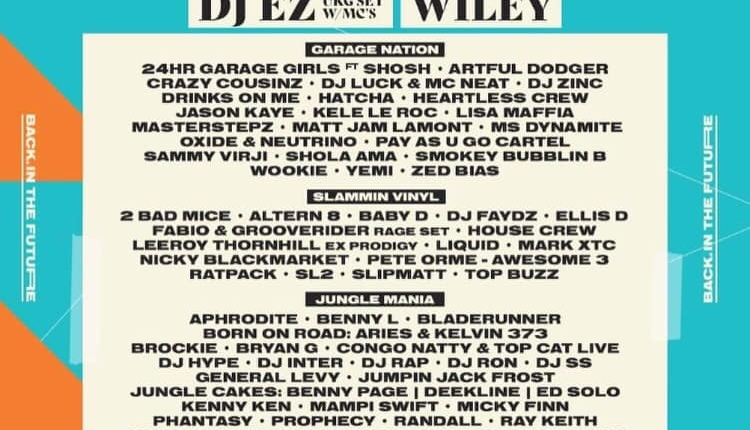 DJ EZ UKG SET W/MC'S WILEY
GARAGE NATION
24HR GARAGE GIRLS FT SHOSH · ARTFUL DODGER
CRAZY COUSINZ · DJ LUCK & MC NEAT · DJ ZINC
DRINKS ON ME · HATCHA · HEARTLESS CREW
JASON KAYE · KELE LE ROC · LISA MAFFIA
MASTERSTEPZ · MATT JAM LAMONT · MS DYNAMITE
OXIDE & NEUTRINO · PAY AS U GO CARTEL
SAMMY VIRJI · SHOLA AMA · SMOKEY BUBBLIN B
WOOKIE · YEMI · ZED BIAS
SLAMMIN VINYL
2 BAD MICE · ALTERN 8 · BABY D · DJ FAYDZ · ELLIS D
FABIO & GROOVERIDER RAGE SET · HOUSE CREW
LEEROY THORNHILL EX PRODIGY · LIQUID · MARK XTC
NICKY BLACKMARKET · PETE ORME - AWESOME 3
RATPACK · SL2 · SLIPMATT · TOP BUZZ
JUNGLE MANIA
APHRODITE · BENNY L · BLADERUNNER
BORN ON ROAD: ARIES & KELVIN 373
BROCKIE · BRYAN G · CONGO NATTY & TOP CAT LIVE
DJ HYPE · DJ INTER · DJ RAP · DJ RON · DJ SS
GENERAL LEVY · JUMPIN JACK FROST
JUNGLE CAKES: BENNY PAGE | DEEKLINE | ED SOLO
KENNY KEN · MAMPI SWIFT · MICKY FINN
PHANTASY · PROPHECY · RANDALL · RAY KEITH
BACK.IN THE FUTURE
BACK.IN THE FUTURE